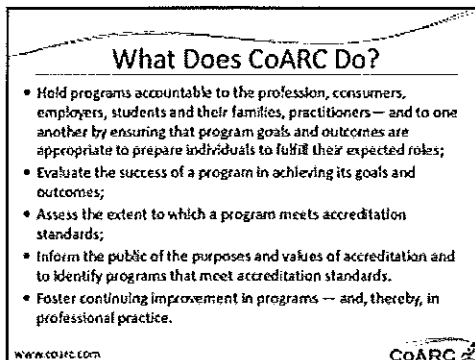 What Does CoARC Do?
• Hold programs accountable to the profession, consumers,
employers, students and their families, practitioners — and to one
another by ensuring that program goals and outcomes are
appropriate to prepare individuals to fulfill their expected roles;
• Evaluate the success of a program in achieving its goals and
outcomes;
• Assess the extent to which a program meets accreditation
standards;
• Inform the public of the purposes and values of accreditation and
to identify programs that meet accreditation standards.
• Foster continuing improvement in programs — and, thereby, in
professional practice.
www.coarc.com
CoARC